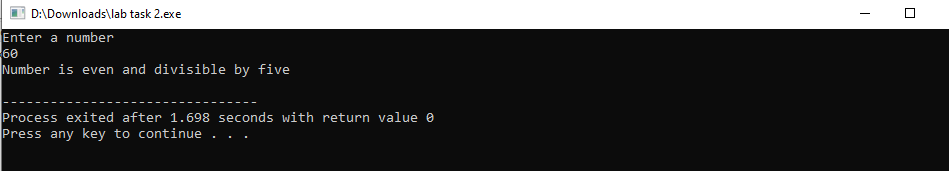 D:\Downloads\lab task 2.exe
Enter a number
60
Number is even and divisible by five
--------------------------------
Process exited after 1.698 seconds with return value 0
Press any key to continue . . .